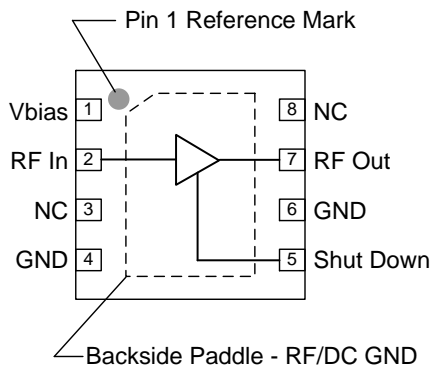 Pin 1 Reference Mark
Vbias 1
8 NC
RF In 2
7 RF Out
NC 3
6 GND
GND 4
5 Shut Down
Backside Paddle - RF/DC GND